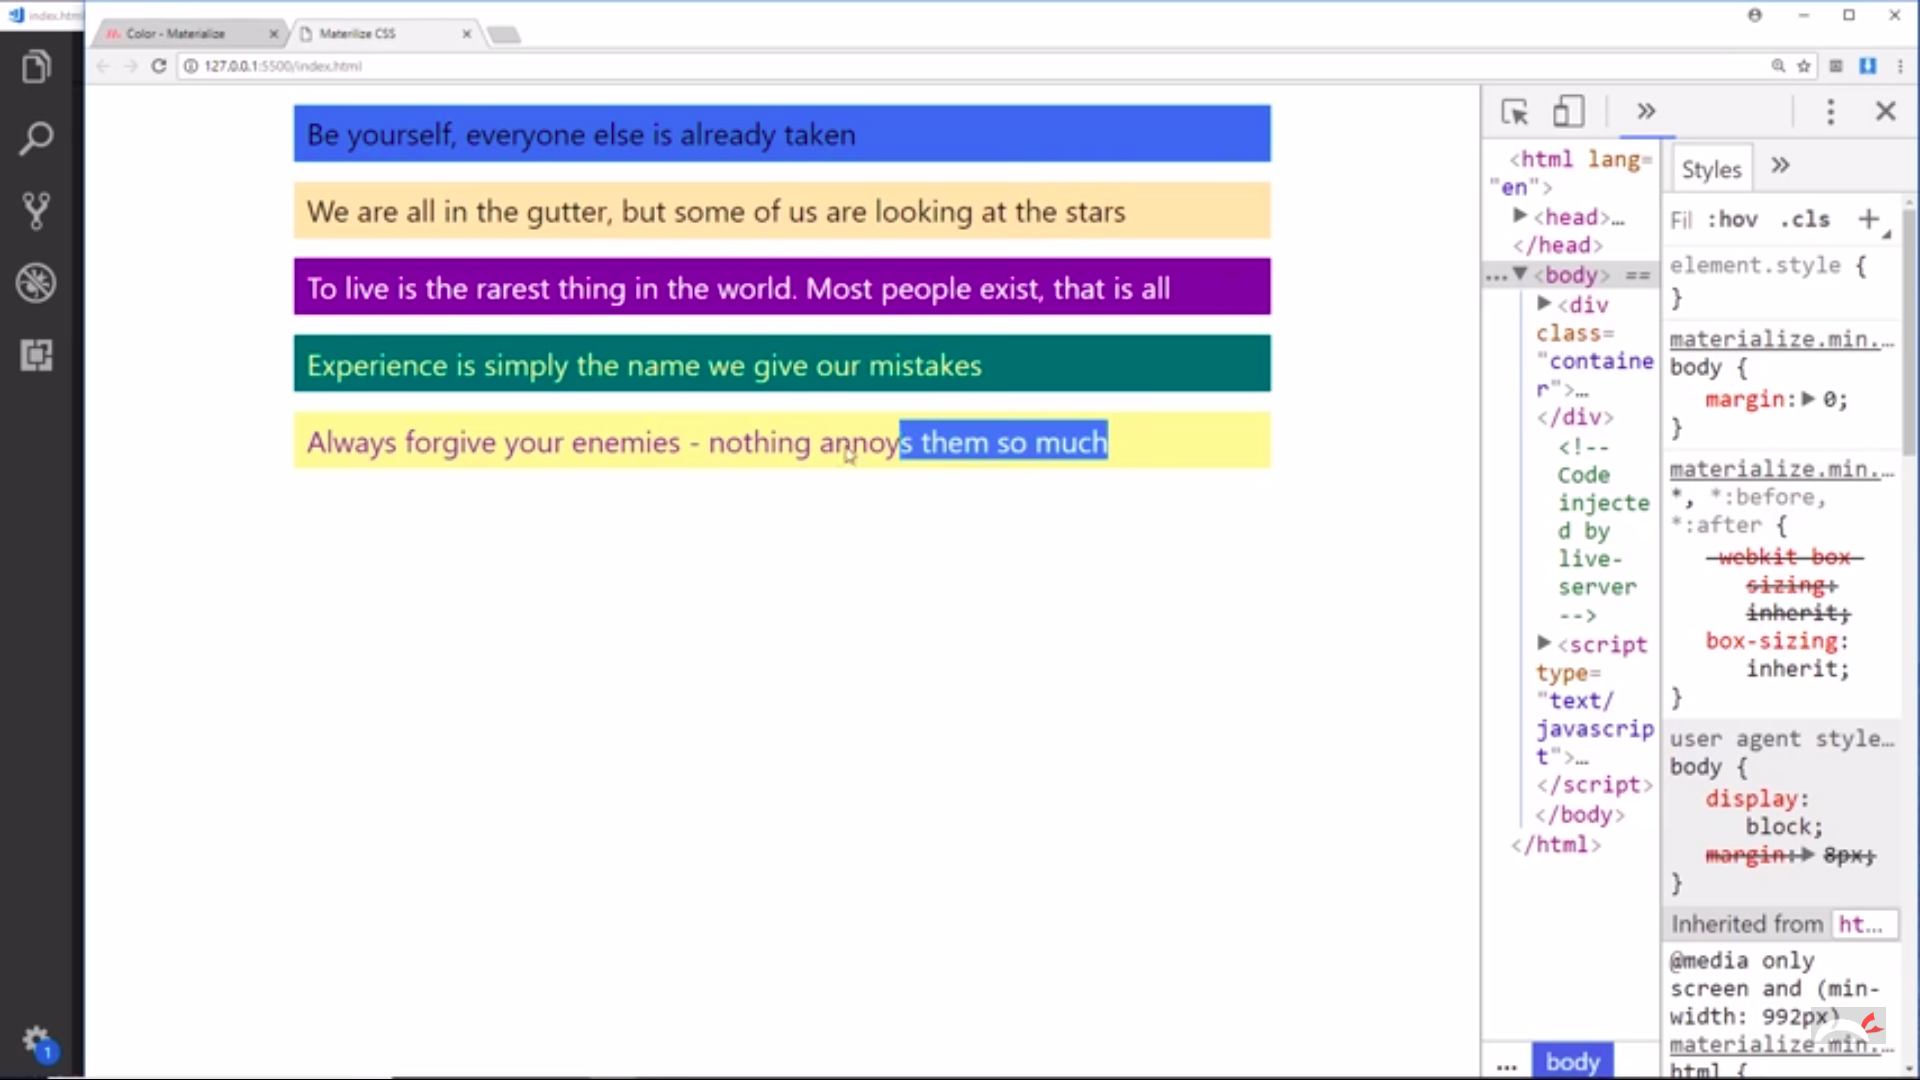 index.html
Color - Materialize
Materilize CSS
127.0.0.1:5500/index.html
Be yourself, everyone else is already taken
We are all in the gutter, but some of us are looking at the stars
To live is the rarest thing in the world. Most people exist, that is all
Experience is simply the name we give our mistakes
Always forgive your enemies - nothing annoys them so much
<html lang=
"en">
<head>…
</head>
… <body> ==
<div
class=
"containe
r">…
</div>
<!--
Code
injecte
d by
live-
server
-->
<script
type=
"text/
javascrip
t">…
</script>
</body>
</html>
... body
Styles
Fil :hov .cls +
element.style {
}
materialize.min.…
body {
margin: 0;
}
materialize.min.…
*, *:before,
*:after {
-webkit-box-
sizing:
inherit;
box-sizing:
inherit;
}
user agent style…
body {
display:
block;
margin: 8px;
}
Inherited from ht…
@media only
screen and (min-
width: 992px)
materialize.min.…
html {
1